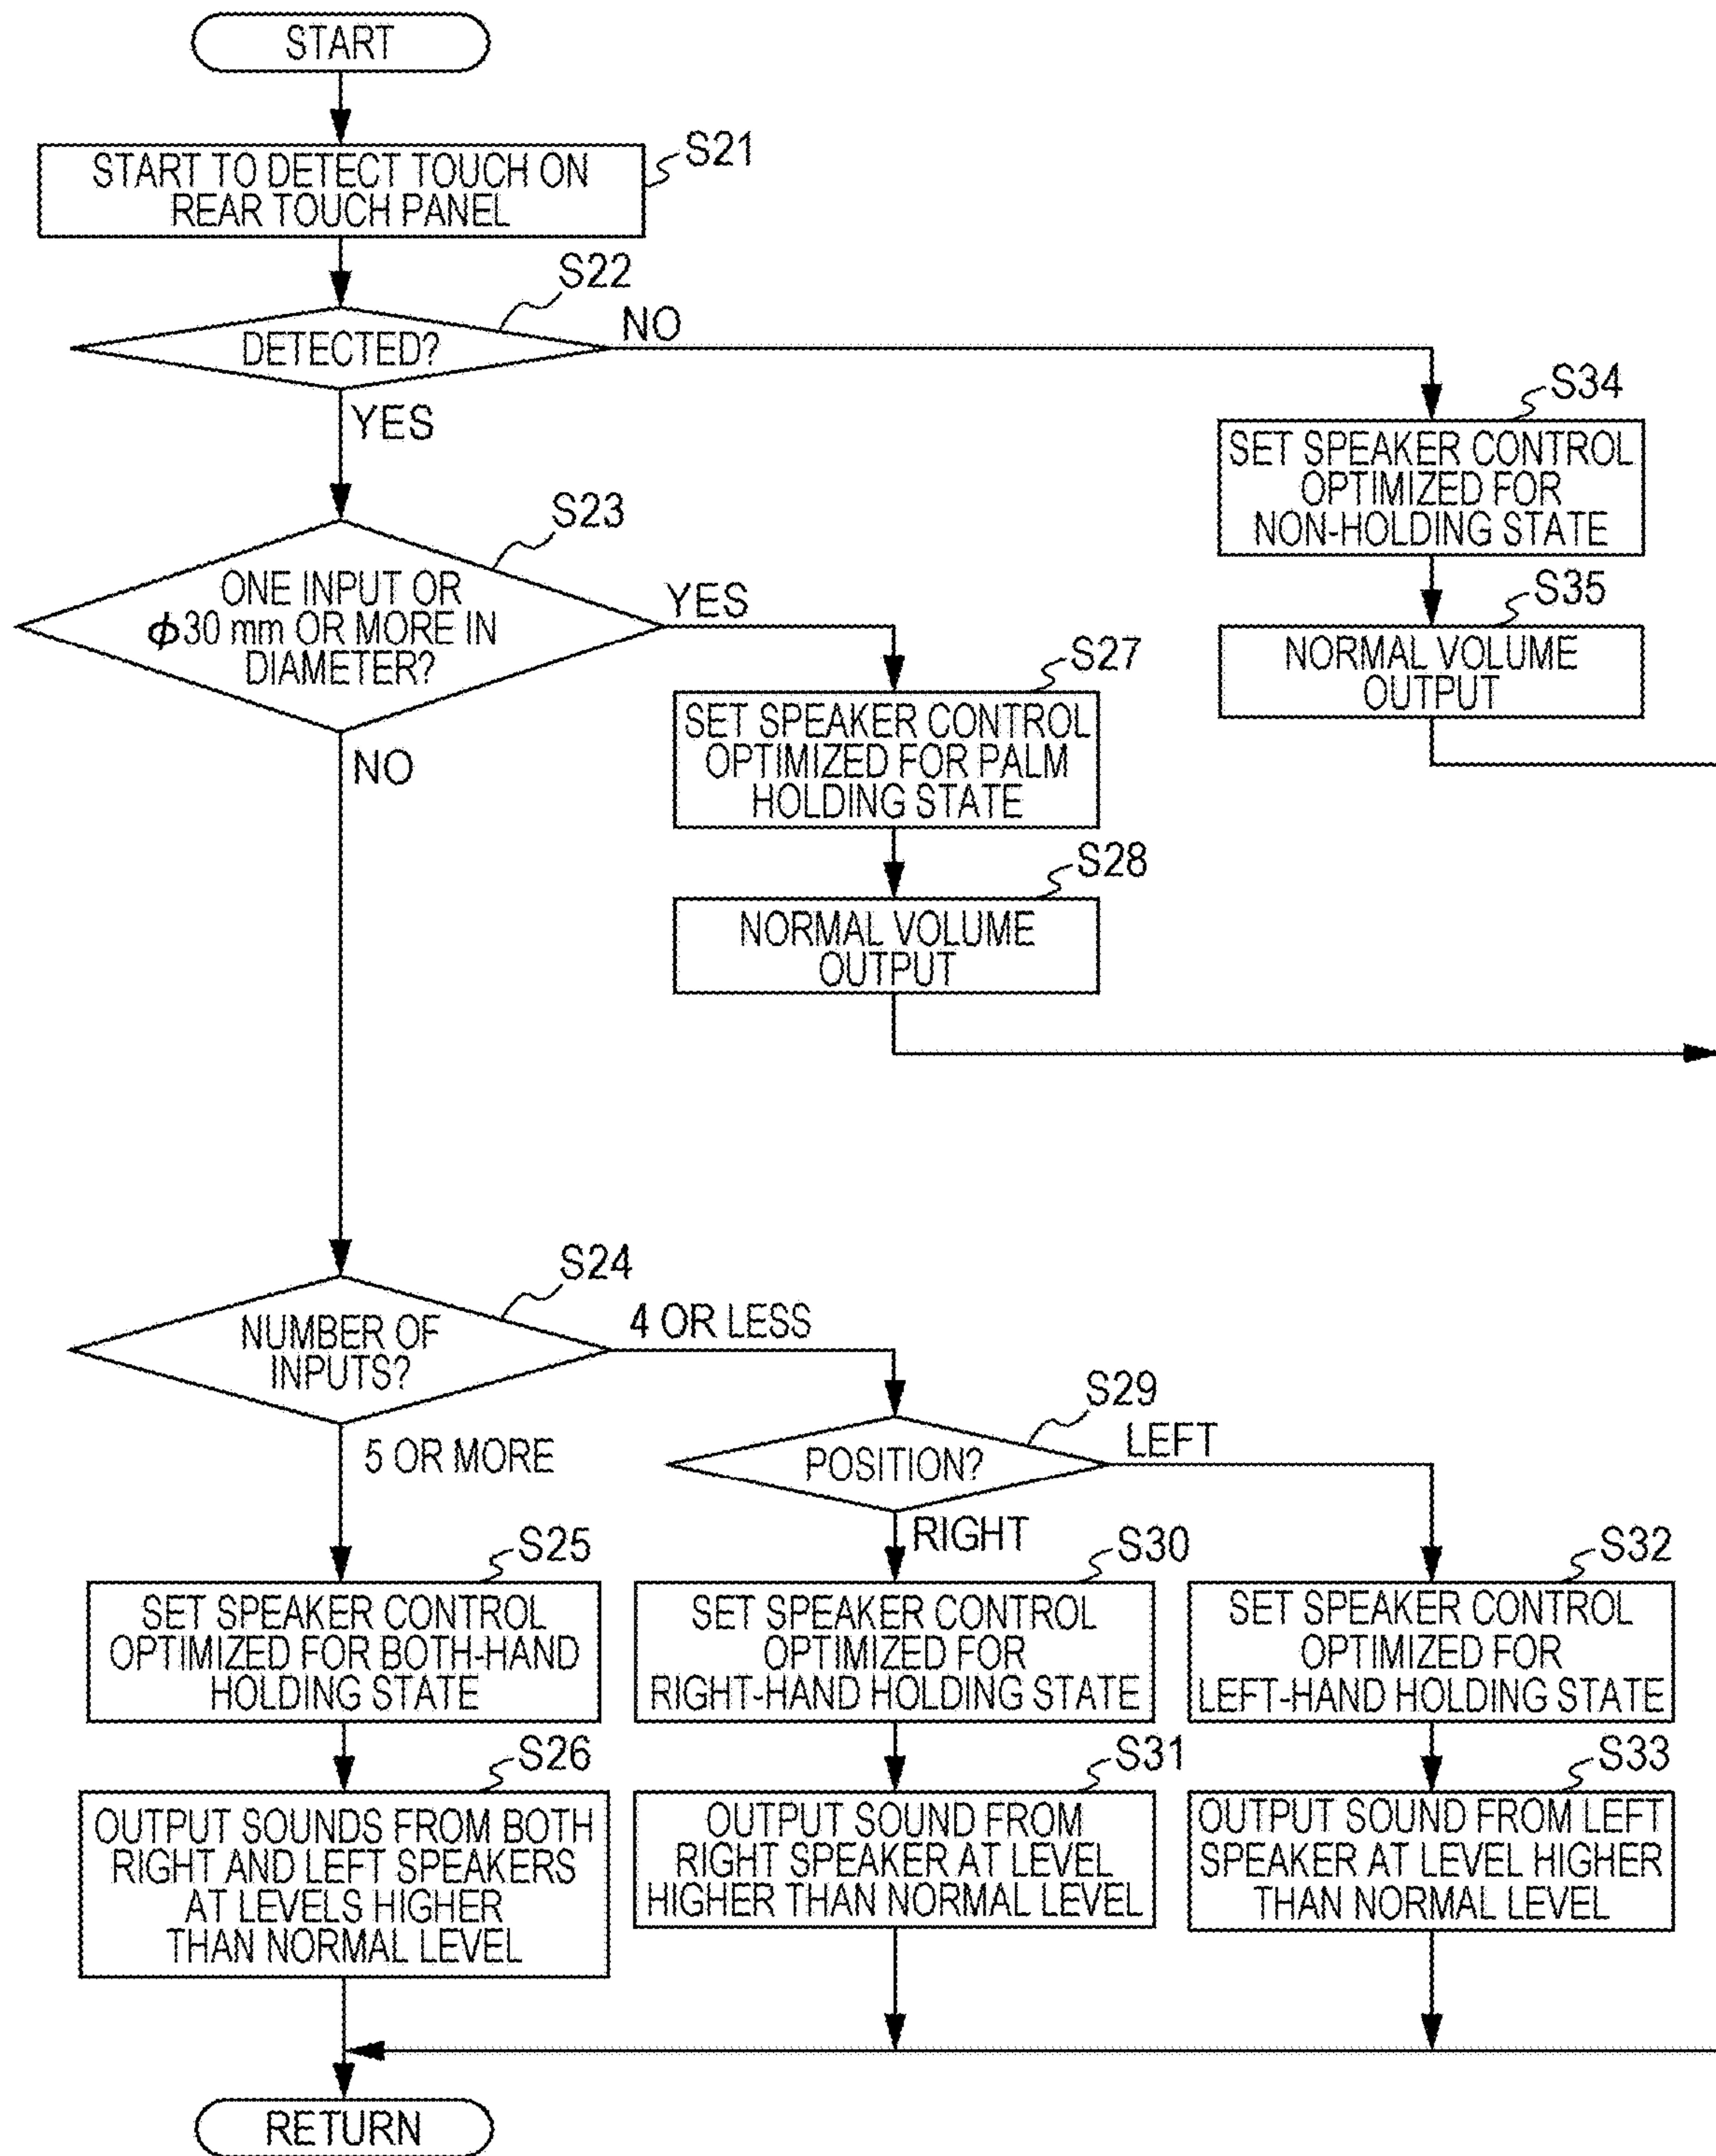 START
S21
START TO DETECT TOUCH ON
REAR TOUCH PANEL
S22
DETECTED?
NO
YES
S34
SET SPEAKER CONTROL
OPTIMIZED FOR
NON-HOLDING STATE
S23
ONE INPUT OR
ϕ30 mm OR MORE IN
DIAMETER?
YES
NO
S35
NORMAL VOLUME
OUTPUT
S27
SET SPEAKER CONTROL
OPTIMIZED FOR PALM
HOLDING STATE
S28
NORMAL VOLUME
OUTPUT
S24
NUMBER OF
INPUTS?
4 OR LESS
5 OR MORE
S29
POSITION?
LEFT
RIGHT
S25
SET SPEAKER CONTROL
OPTIMIZED FOR BOTH-HAND
HOLDING STATE
S30
SET SPEAKER CONTROL
OPTIMIZED FOR
RIGHT-HAND HOLDING STATE
S32
SET SPEAKER CONTROL
OPTIMIZED FOR
LEFT-HAND HOLDING STATE
S26
OUTPUT SOUNDS FROM BOTH
RIGHT AND LEFT SPEAKERS
AT LEVELS HIGHER
THAN NORMAL LEVEL
S31
OUTPUT SOUND FROM
RIGHT SPEAKER AT LEVEL
HIGHER THAN NORMAL LEVEL
S33
OUTPUT SOUND FROM LEFT
SPEAKER AT LEVEL HIGHER
THAN NORMAL LEVEL
RETURN